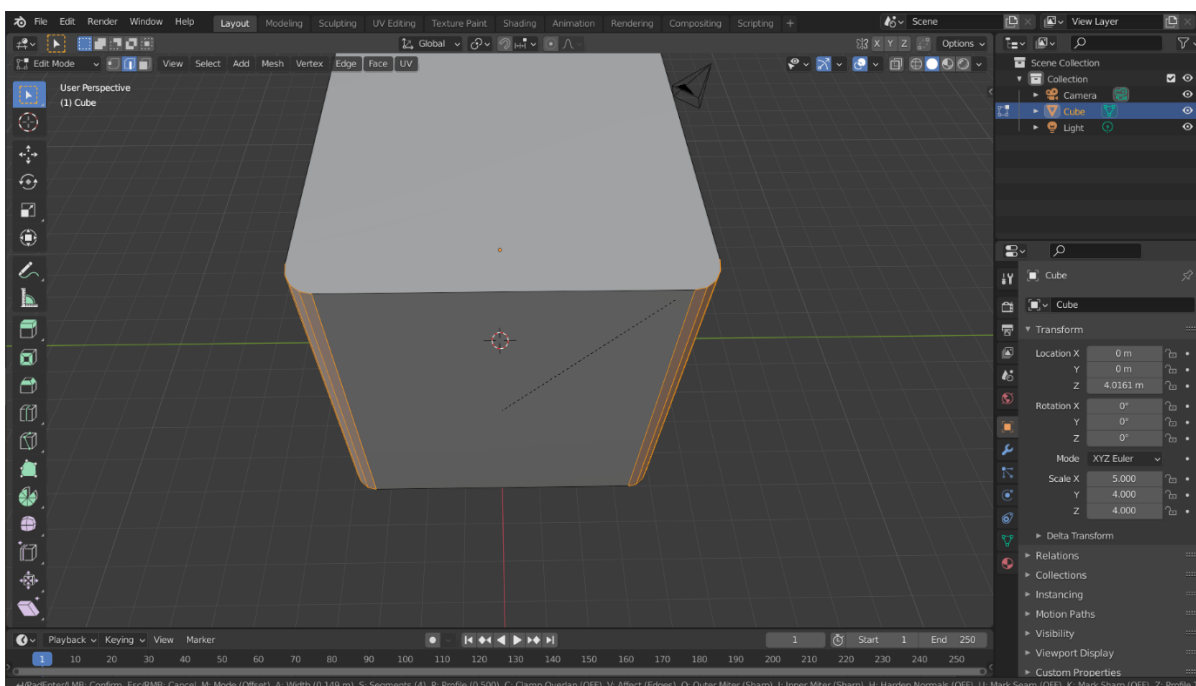 File Edit Render Window Help Layout Modeling Sculpting UV Editing Texture Paint Shading Animation Rendering Compositing Scripting + Scene View Layer
Global X Y Z Options
Edit Mode View Select Add Mesh Vertex Edge Face UV
User Perspective
(1) Cube
Scene Collection
Collection
Camera
Cube
Light
Cube
Cube
Transform
Location X 0 m
Y 0 m
Z 4.0161 m
Rotation X 0°
Y 0°
Z 0°
Mode XYZ Euler
Scale X 5.000
Y 4.000
Z 4.000
Delta Transform
Relations
Collections
Instancing
Motion Paths
Visibility
Viewport Display
Custom Properties
Playback Keying View Marker 1 Start 1 End 250
1 10 20 30 40 50 60 70 80 90 100 110 120 130 140 150 160 170 180 190 200 210 220 230 240 250